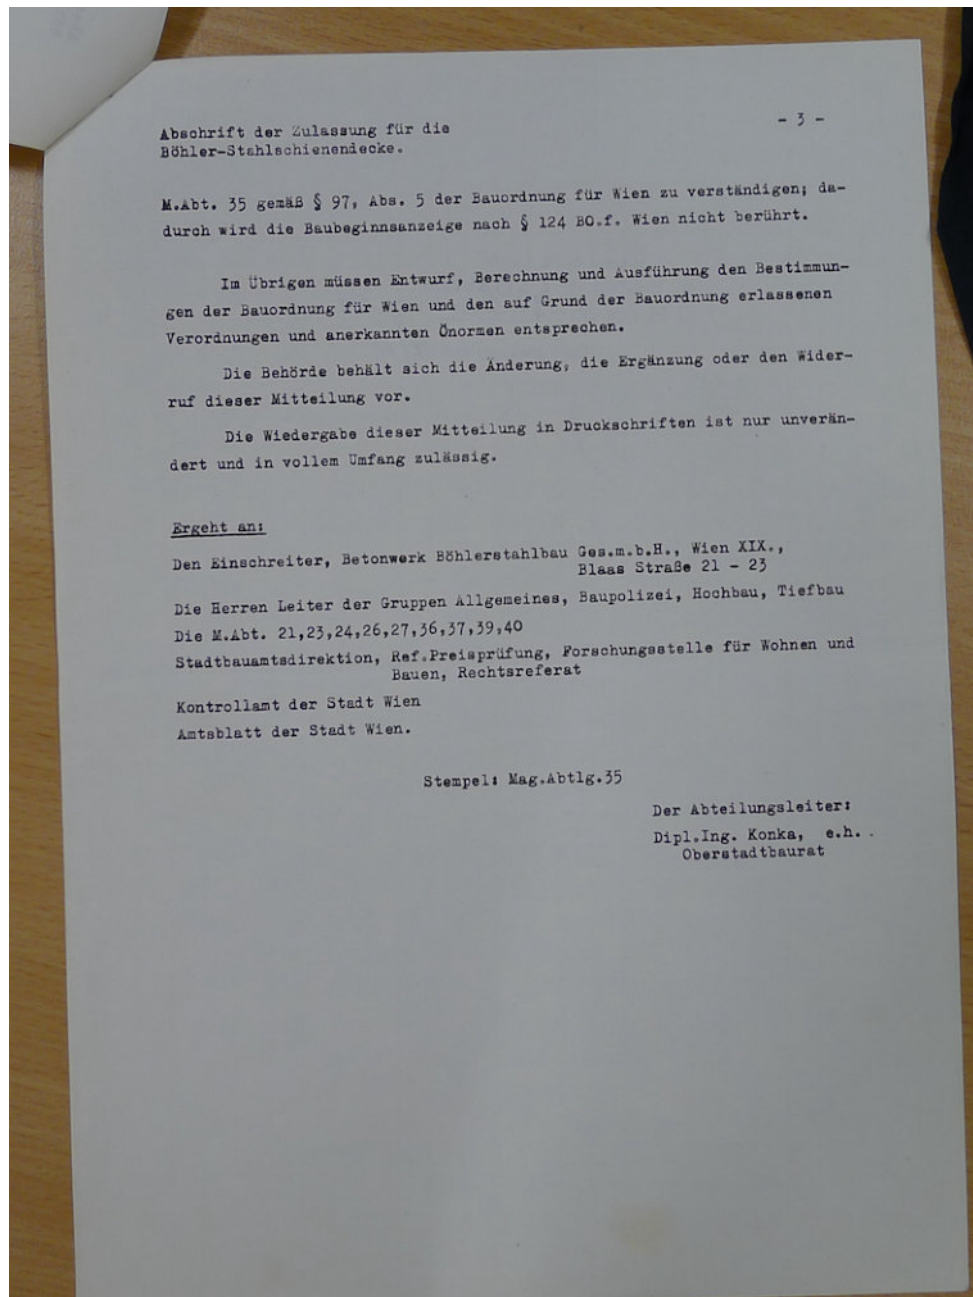 Abschrift der Zulassung für die
Böhler-Stahlschienendecke.
- 3 -
M.Abt. 35 gemäß § 97, Abs. 5 der Bauordnung für Wien zu verständigen; da-
durch wird die Baubeginnsanzeige nach § 124 BO.f. Wien nicht berührt.
Im Übrigen müssen Entwurf, Berechnung und Ausführung den Bestimmun-
gen der Bauordnung für Wien und den auf Grund der Bauordnung erlassenen
Verordnungen und anerkannten Önormen entsprechen.
Die Behörde behält sich die Änderung, die Ergänzung oder den Wider-
ruf dieser Mitteilung vor.
Die Wiedergabe dieser Mitteilung in Druckschriften ist nur unverän-
dert und in vollem Umfang zulässig.
Ergeht an:
Den Einschreiter, Betonwerk Böhlerstahlbau Ges.m.b.H., Wien XIX.,
Blaas Straße 21 - 23
Die Herren Leiter der Gruppen Allgemeines, Baupolizei, Hochbau, Tiefbau
Die M.Abt. 21,23,24,26,27,36,37,39,40
Stadtbauamtsdirektion, Ref.Preisprüfung, Forschungsstelle für Wohnen und
Bauen, Rechtsreferat
Kontrollamt der Stadt Wien
Amtsblatt der Stadt Wien.
Stempel: Mag.Abtlg.35
Der Abteilungsleiter:
Dipl.Ing. Konka, e.h.
Oberstadtbaurat